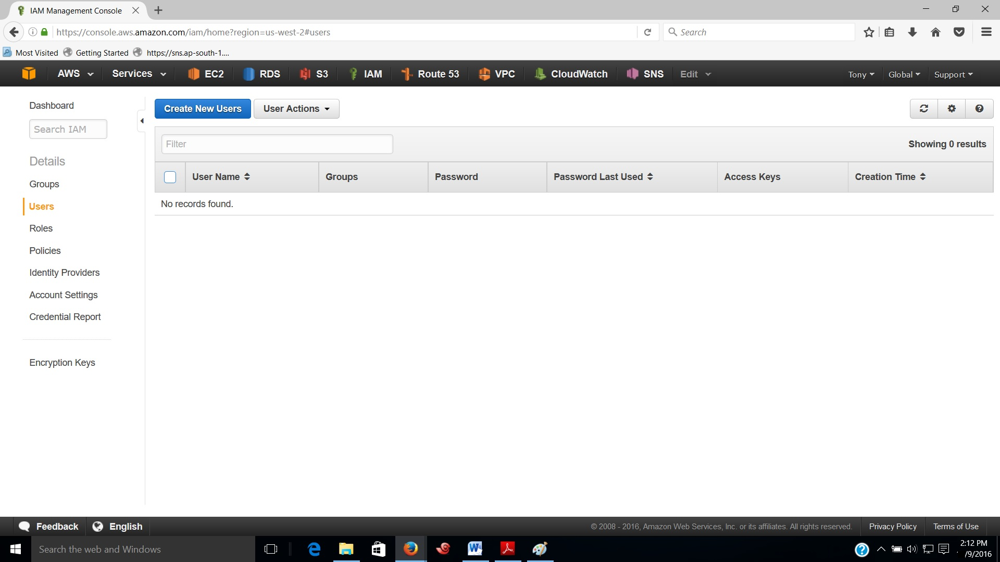 IAM Management Console
https://console.aws.amazon.com/iam/home?region=us-west-2#users
Search
Most Visited
Getting Started
https://sns.ap-south-1....
AWS
Services
EC2
RDS
S3
IAM
Route 53
VPC
CloudWatch
SNS
Edit
Tony
Global
Support
Dashboard
Search IAM
Details
Groups
Users
Roles
Policies
Identity Providers
Account Settings
Credential Report
Encryption Keys
Create New Users
User Actions
Filter
Showing 0 results
User Name
Groups
Password
Password Last Used
Access Keys
Creation Time
No records found.
Feedback
English
© 2008 - 2016, Amazon Web Services, Inc. or its affiliates. All rights reserved.
Privacy Policy
Terms of Use
Search the web and Windows
2:12 PM
/9/2016